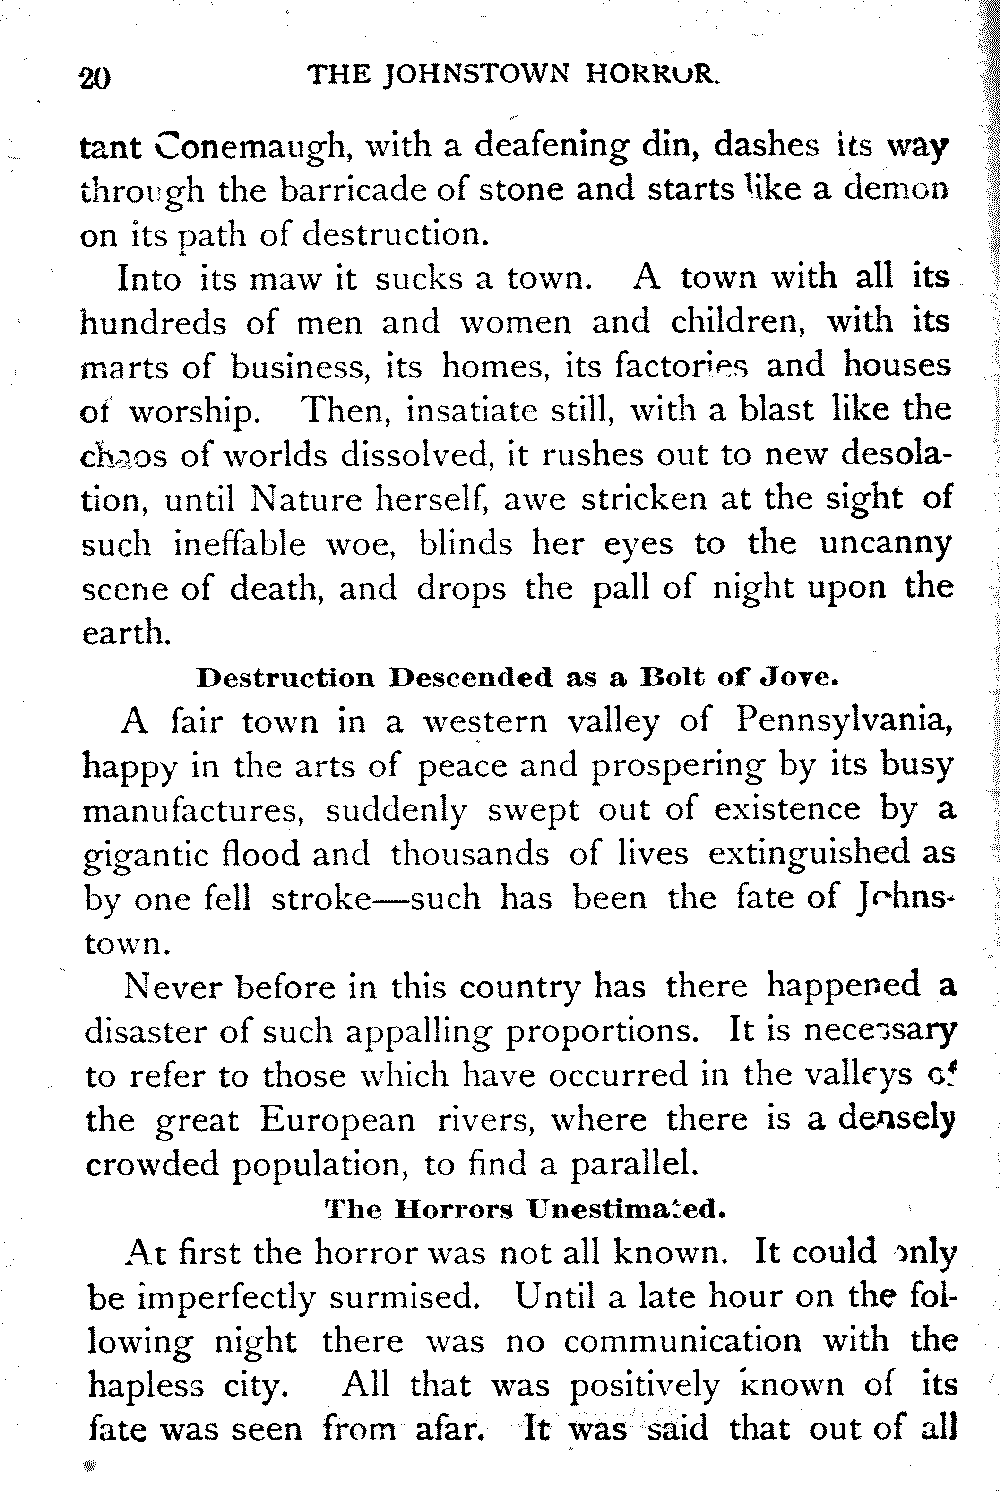 20 THE JOHNSTOWN HORROR.
tant Conemaugh, with a deafening din, dashes its way
through the barricade of stone and starts like a demon
on its path of destruction.
Into its maw it sucks a town. A town with all its
hundreds of men and women and children, with its
marts of business, its homes, its factories and houses
of worship. Then, insatiate still, with a blast like the
chaos of worlds dissolved, it rushes out to new desola-
tion, until Nature herself, awe stricken at the sight of
such ineffable woe, blinds her eyes to the uncanny
scene of death, and drops the pall of night upon the
earth.
Destruction Descended as a Bolt of Jove.
A fair town in a western valley of Pennsylvania,
happy in the arts of peace and prospering by its busy
manufactures, suddenly swept out of existence by a
gigantic flood and thousands of lives extinguished as
by one fell stroke—such has been the fate of Johns-
town.
Never before in this country has there happened a
disaster of such appalling proportions. It is necessary
to refer to those which have occurred in the valleys of
the great European rivers, where there is a densely
crowded population, to find a parallel.
The Horrors Unestimated.
At first the horror was not all known. It could only
be imperfectly surmised. Until a late hour on the fol-
lowing night there was no communication with the
hapless city. All that was positively known of its
fate was seen from afar. It was said that out of all